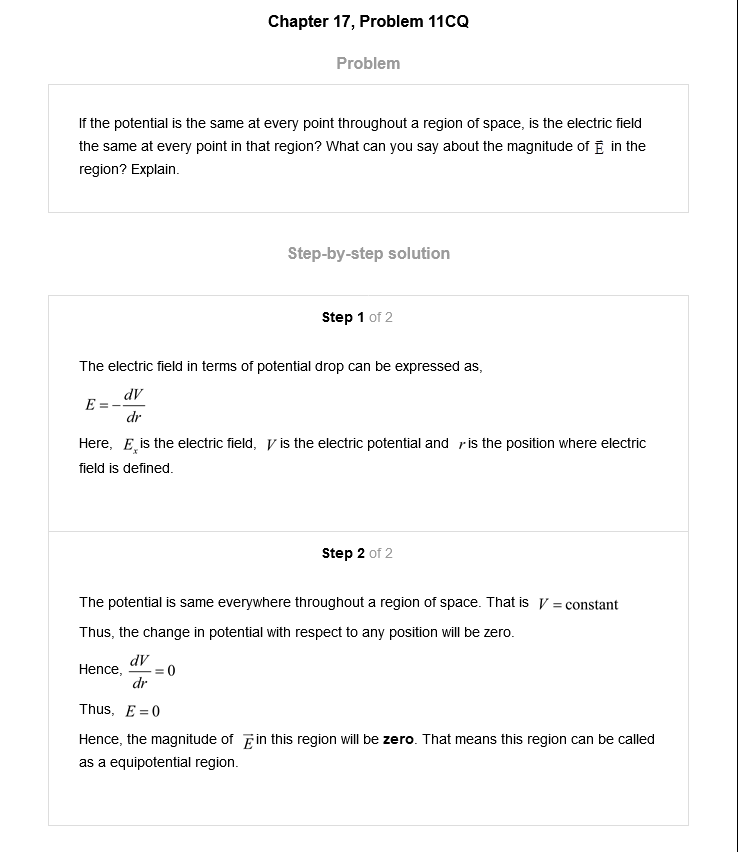 Chapter 17, Problem 11CQ
Problem
If the potential is the same at every point throughout a region of space, is the electric field
the same at every point in that region? What can you say about the magnitude of E⃗ in the
region? Explain.
Step-by-step solution
Step 1 of 2
The electric field in terms of potential drop can be expressed as,
E = −dV/dr
Here, Eₓ is the electric field, V is the electric potential and r is the position where electric
field is defined.
Step 2 of 2
The potential is same everywhere throughout a region of space. That is V = constant
Thus, the change in potential with respect to any position will be zero.
Hence, dV/dr = 0
Thus, E = 0
Hence, the magnitude of E⃗ in this region will be zero. That means this region can be called
as a equipotential region.